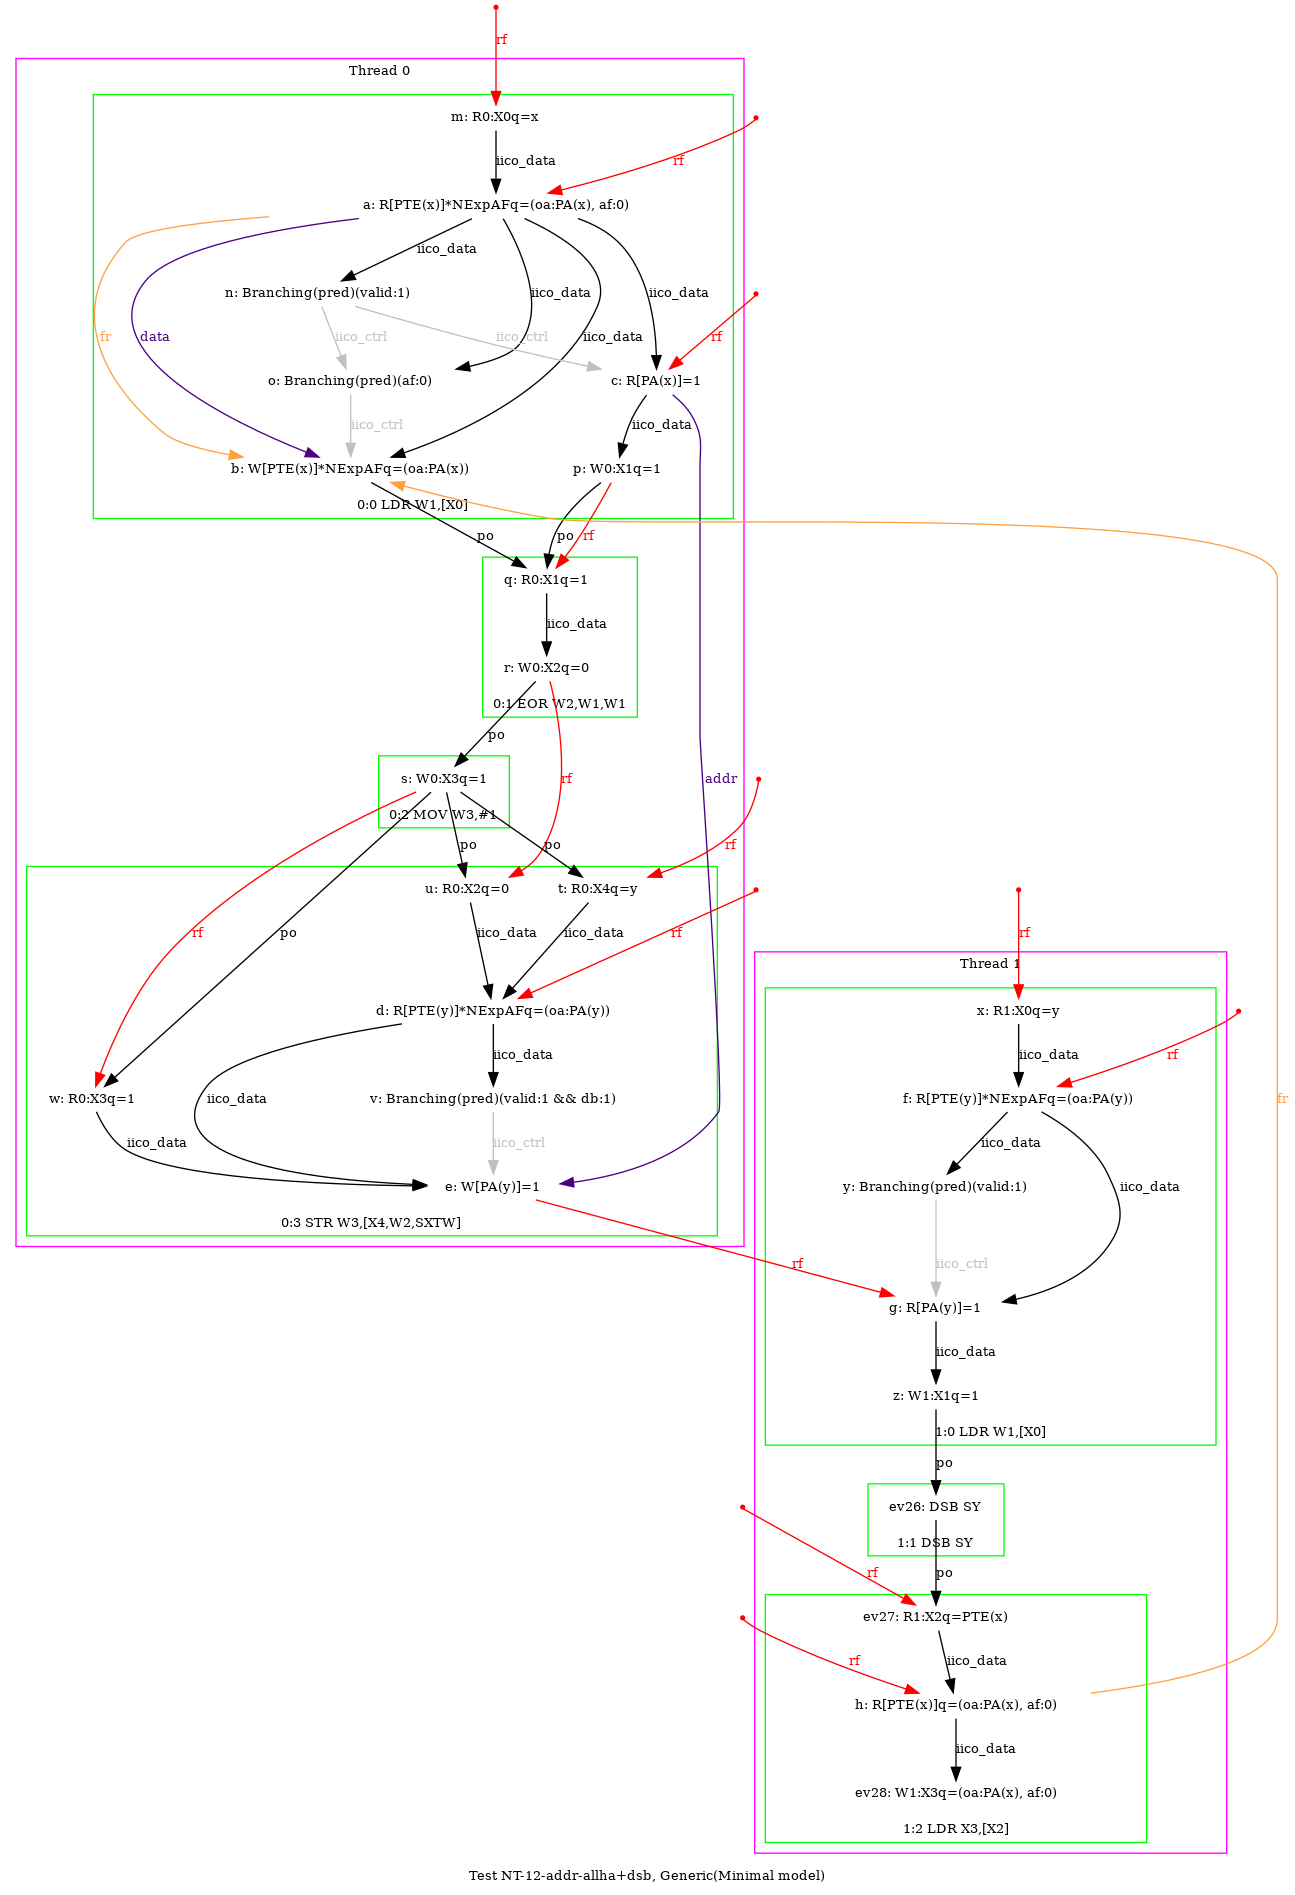 rf
Thread 0
m: R0:X0q=x
iico_data
rf
a: R[PTE(x)]*NExpAFq=(oa:PA(x), af:0)
iico_data
n: Branching(pred)(valid:1)
iico_data
iico_data
fr
data
iico_ctrl
iico_ctrl
iico_data
rf
o: Branching(pred)(af:0)
c: R[PA(x)]=1
iico_ctrl
iico_data
b: W[PTE(x)]*NExpAFq=(oa:PA(x))
p: W0:X1q=1
0:0 LDR W1,[X0]
po
po
rf
q: R0:X1q=1
iico_data
r: W0:X2q=0
0:1 EOR W2,W1,W1
po
s: W0:X3q=1
rf
addr
0:2 MOV W3,#1
po
po
rf
u: R0:X2q=0
t: R0:X4q=y
rf
po
iico_data
iico_data
rf
rf
Thread 1
d: R[PTE(y)]*NExpAFq=(oa:PA(y))
x: R1:X0q=y
iico_data
iico_data
rf
w: R0:X3q=1
iico_data
v: Branching(pred)(valid:1 && db:1)
f: R[PTE(y)]*NExpAFq=(oa:PA(y))
fr
iico_data
iico_ctrl
iico_data
e: W[PA(y)]=1
y: Branching(pred)(valid:1)
iico_data
0:3 STR W3,[X4,W2,SXTW]
rf
iico_ctrl
g: R[PA(y)]=1
iico_data
z: W1:X1q=1
1:0 LDR W1,[X0]
po
ev26: DSB SY
1:1 DSB SY
rf
po
ev27: R1:X2q=PTE(x)
rf
iico_data
h: R[PTE(x)]q=(oa:PA(x), af:0)
iico_data
ev28: W1:X3q=(oa:PA(x), af:0)
1:2 LDR X3,[X2]
Test NT-12-addr-allha+dsb, Generic(Minimal model)